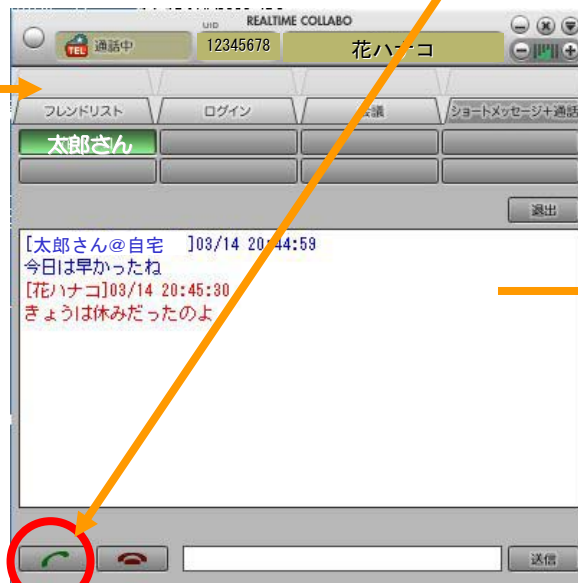 UID REALTIME COLLABO
TEL 通話中 12345678 花ハナコ
フレンドリスト ログイン 議 ショートメッセージ+通話
太郎さん
退出
[太郎さん@自宅 ]03/14 20:44:59
今日は早かったね
[花ハナコ]03/14 20:45:30
きょうは休みだったのよ
送信